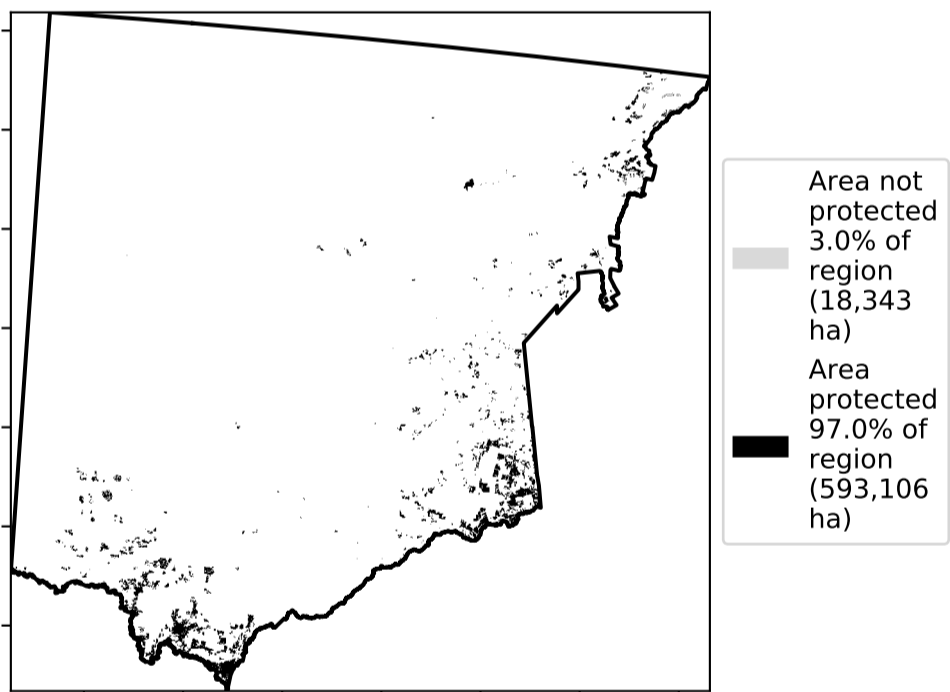 Area not
protected
3.0% of
region
(18,343
ha)
Area
protected
97.0% of
region
(593,106
ha)